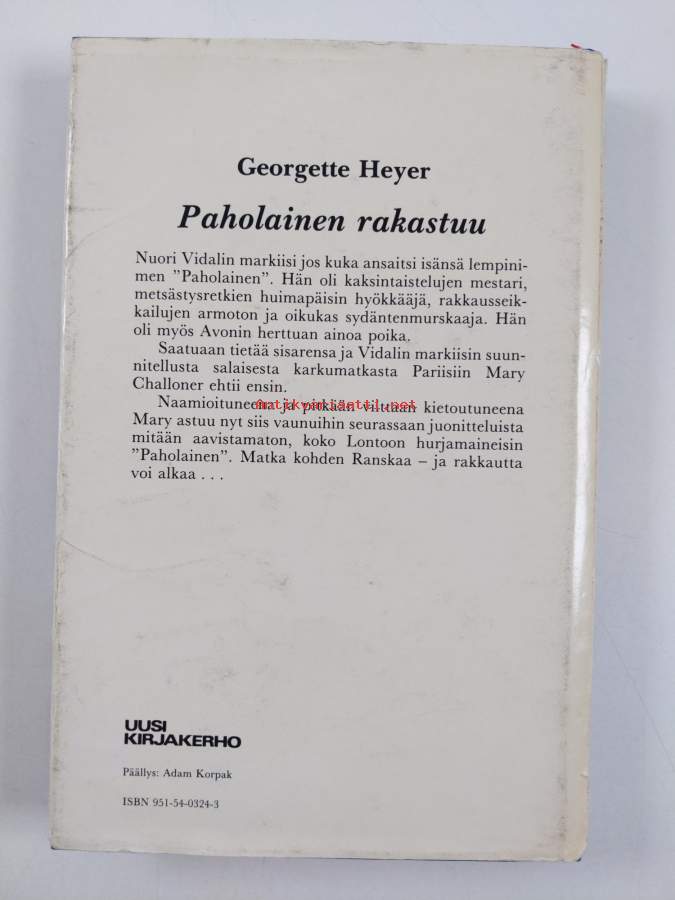 Georgette Heyer
Paholainen rakastuu
Nuori Vidalin markiisi jos kuka ansaitsi isänsä lempini-
men ”Paholainen”. Hän oli kaksintaistelujen mestari,
metsästysretkien huimapäisin hyökkääjä, rakkausseik-
kailujen armoton ja oikukas sydäntenmurskaaja. Hän
oli myös Avonin herttuan ainoa poika.
Saatuaan tietää sisarensa ja Vidalin markiisin suun-
nitellusta salaisesta karkumatkasta Pariisiin Mary
Challoner ehtii ensin.
Naamioituneena ja pitkään viittaan kietoutuneena
Mary astuu nyt siis vaunuihin seurassaan juonitteluista
mitään aavistamaton, koko Lontoon hurjamaineisin
”Paholainen”. Matka kohden Ranskaa – ja rakkautta
voi alkaa . . .
UUSI
KIRJAKERHO
Päällys: Adam Korpak
ISBN 951-54-0324-3